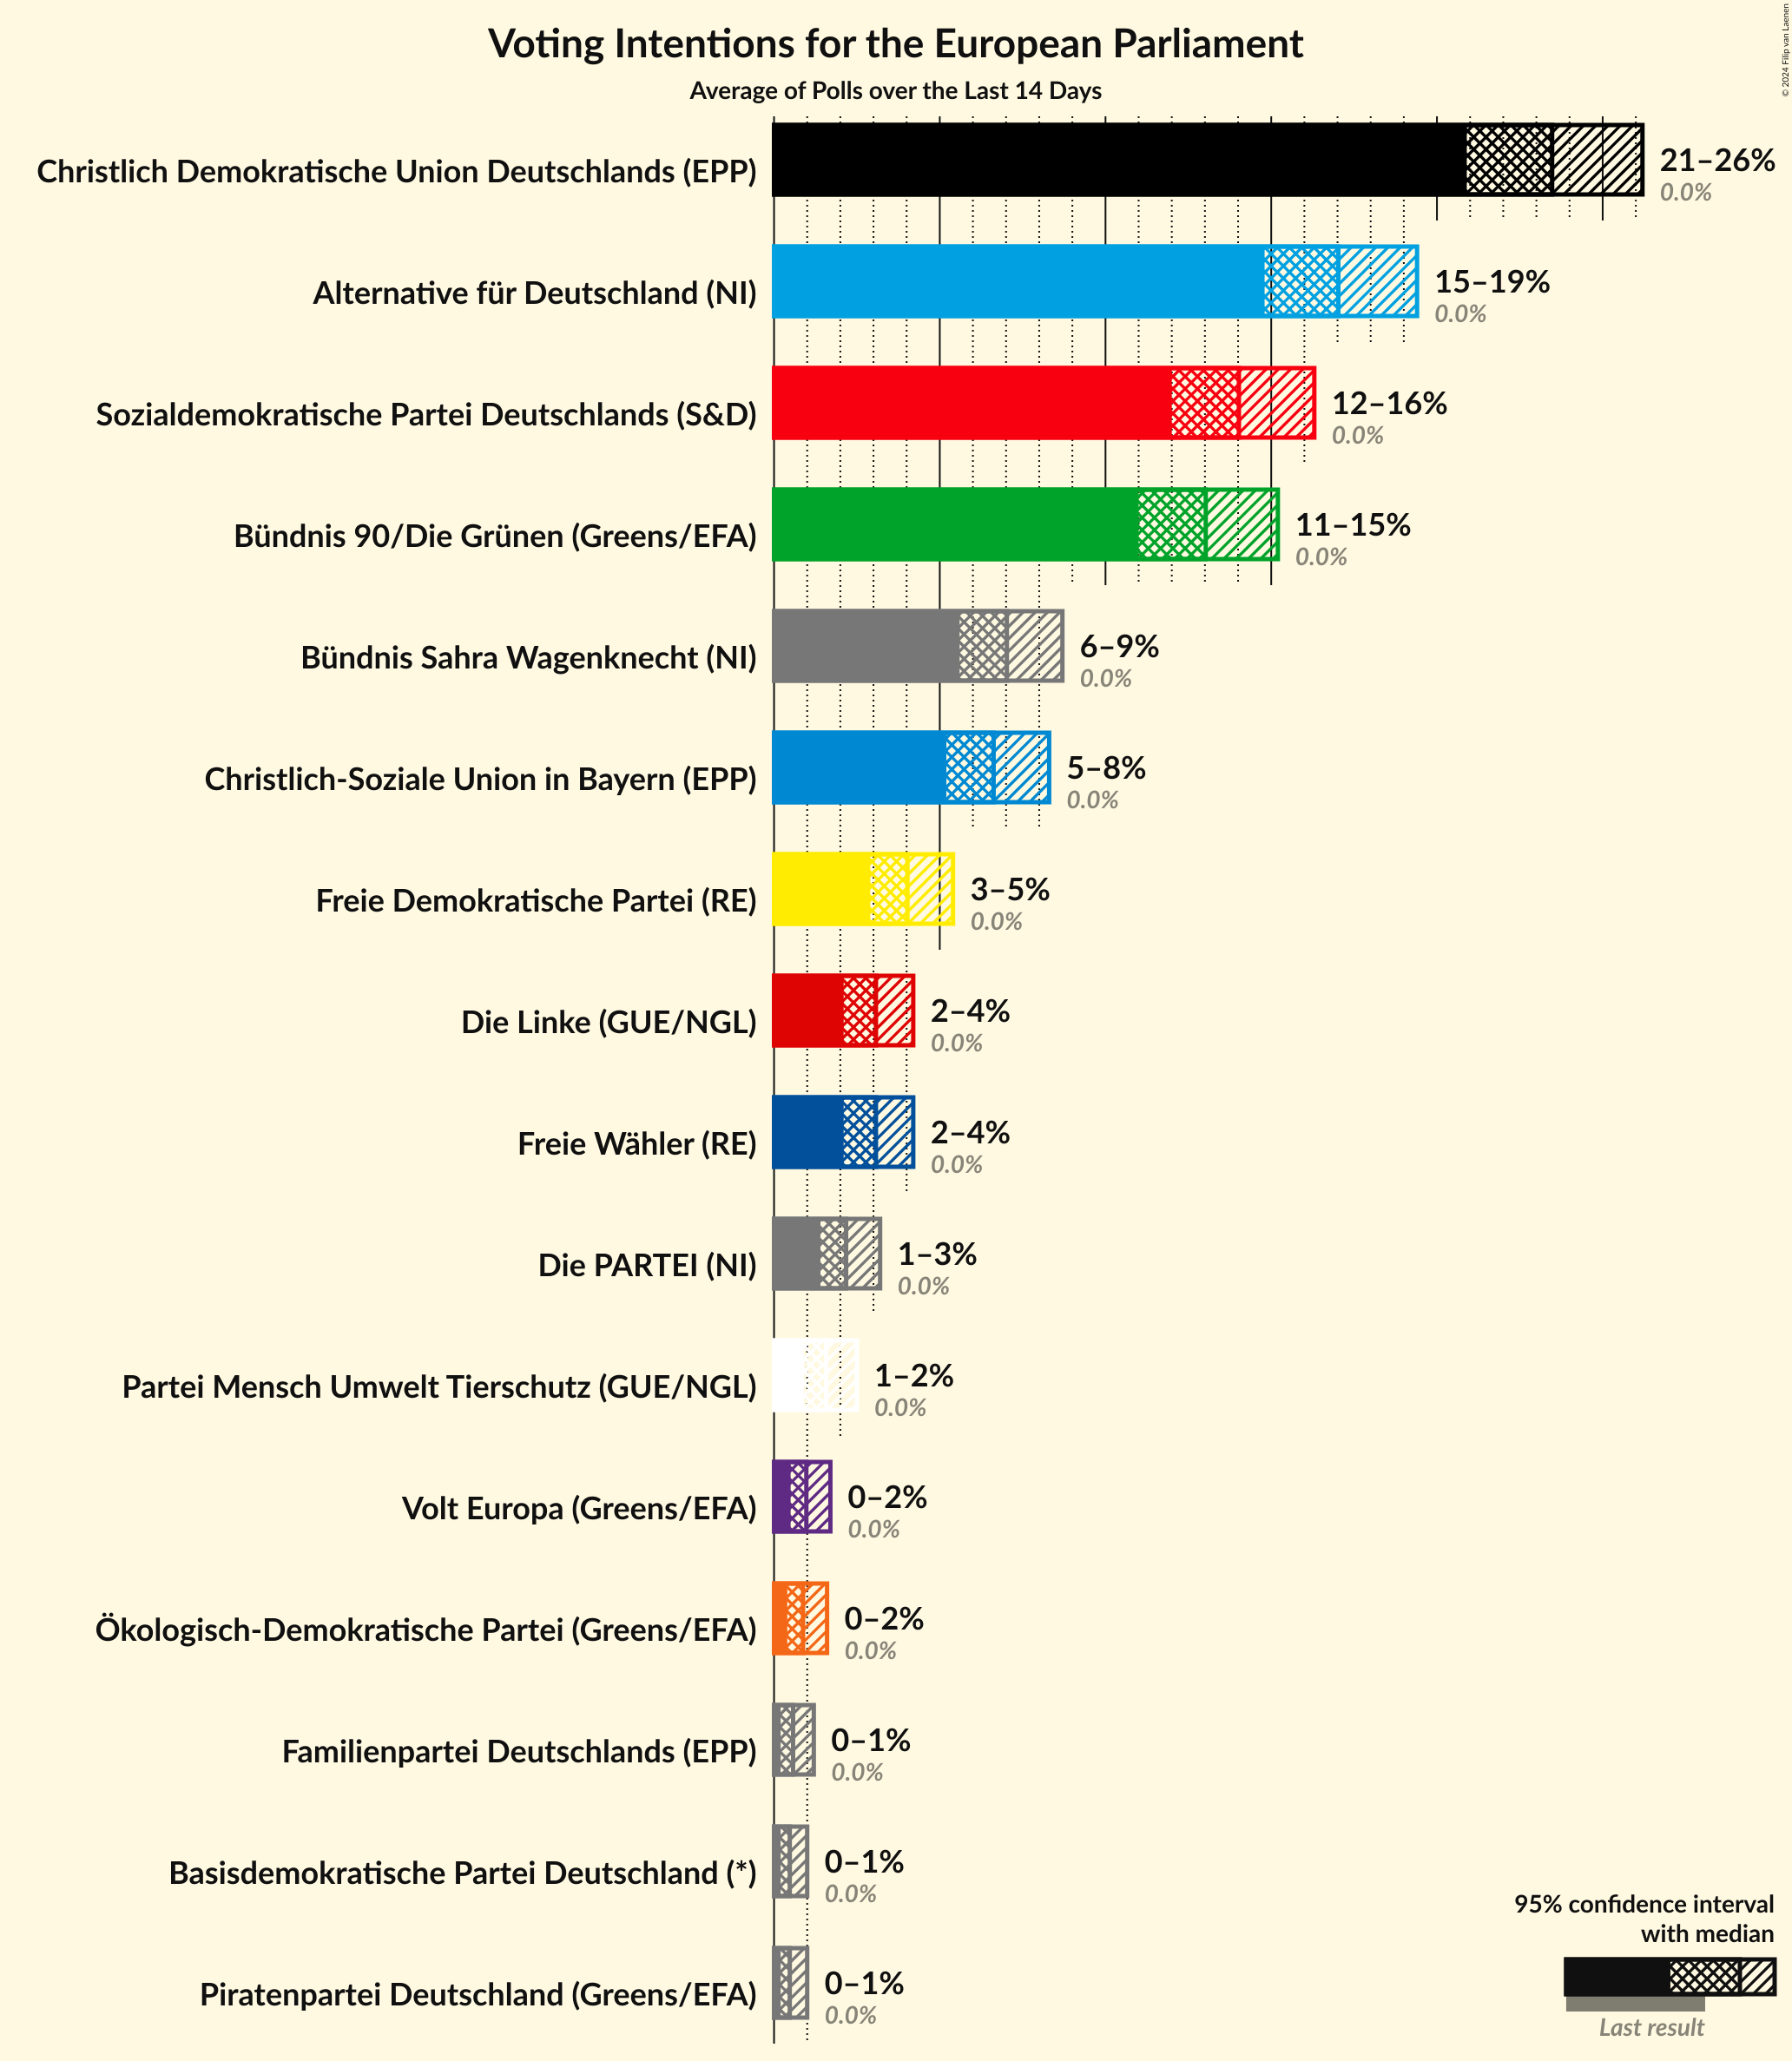 Voting Intentions for the European Parliament
Average of Polls over the Last 14 Days
© 2024 Filip van Laenen
Christlich Demokratische Union Deutschlands (EPP)
21–26%
0.0%
Alternative für Deutschland (NI)
15–19%
0.0%
Sozialdemokratische Partei Deutschlands (S&D)
12–16%
0.0%
Bündnis 90/Die Grünen (Greens/EFA)
11–15%
0.0%
Bündnis Sahra Wagenknecht (NI)
6–9%
0.0%
Christlich-Soziale Union in Bayern (EPP)
5–8%
0.0%
Freie Demokratische Partei (RE)
3–5%
0.0%
Die Linke (GUE/NGL)
2–4%
0.0%
Freie Wähler (RE)
2–4%
0.0%
Die PARTEI (NI)
1–3%
0.0%
Partei Mensch Umwelt Tierschutz (GUE/NGL)
1–2%
0.0%
Volt Europa (Greens/EFA)
0–2%
0.0%
Ökologisch-Demokratische Partei (Greens/EFA)
0–2%
0.0%
Familienpartei Deutschlands (EPP)
0–1%
0.0%
Basisdemokratische Partei Deutschland (*)
0–1%
0.0%
Piratenpartei Deutschland (Greens/EFA)
0–1%
0.0%
95% confidence interval
with median
Last result